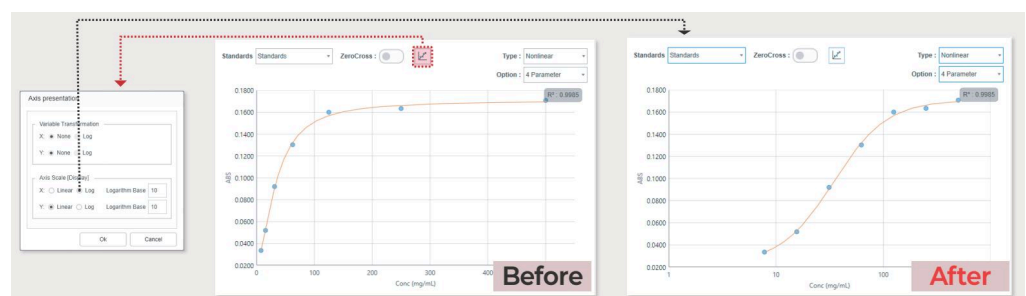 Axis presentation
Variable Transformation
X: None Log
Y: None Log
Axis Scale [Display]
X: Linear Log Logarithm Base 10
Y: Linear Log Logarithm Base 10
Ok Cancel
Standards Standards ZeroCross : Type : Nonlinear
Option : 4 Parameter
R² : 0.9985
0.1800
0.1600
0.1400
0.1200
0.1000
0.0800
0.0600
0.0400
0.0200
ABS
0 100 200 300
Conc (mg/mL)
Before
Standards Standards ZeroCross : Type : Nonlinear
Option : 4 Parameter
R² : 0.9985
0.1800
0.1600
0.1400
0.1200
0.1000
0.0800
0.0600
0.0400
0.0200
ABS
1 10 100
Conc (mg/mL)
After